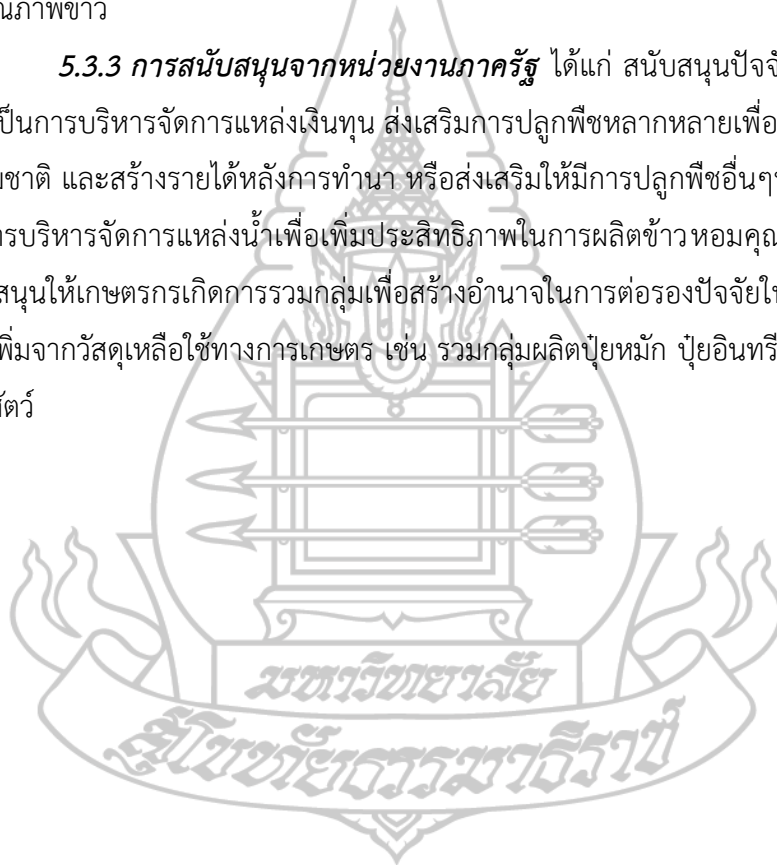 ณภาพข้าว
5.3.3 การสนับสนุนจากหน่วยงานภาครัฐ ได้แก่ สนับสนุนปัจจั
ป็นการบริหารจัดการแหล่งเงินทุน ส่งเสริมการปลูกพืชหลากหลายเพื่อ
มชาติ และสร้างรายได้หลังการทำนา หรือส่งเสริมให้มีการปลูกพืชอื่นๆ
ารบริหารจัดการแหล่งน้ำเพื่อเพิ่มประสิทธิภาพในการผลิตข้าวหอมคุณ
สนุนให้เกษตรกรเกิดการรวมกลุ่มเพื่อสร้างอำนาจในการต่อรองปัจจัยใ
พิ่มจากวัสดุเหลือใช้ทางการเกษตร เช่น รวมกลุ่มผลิตปุ๋ยหมัก ปุ๋ยอินทรี
สัตว์
มหาวิทยาลัย
สุโขทัยธรรมาธิราช